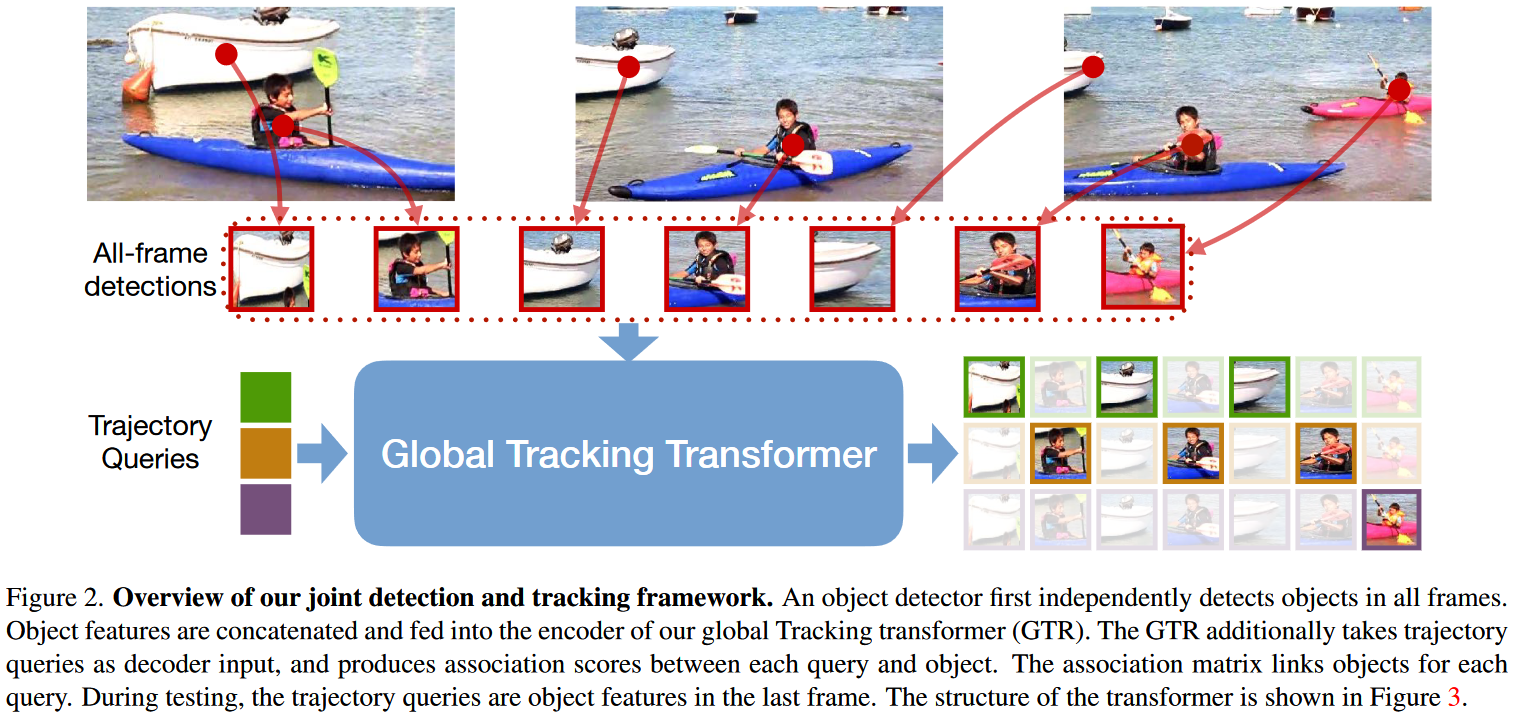 All-frame
detections
Trajectory
Queries
Global Tracking Transformer
Figure 2. Overview of our joint detection and tracking framework. An object detector first independently detects objects in all frames.
Object features are concatenated and fed into the encoder of our global Tracking transformer (GTR). The GTR additionally takes trajectory
queries as decoder input, and produces association scores between each query and object. The association matrix links objects for each
query. During testing, the trajectory queries are object features in the last frame. The structure of the transformer is shown in Figure 3.